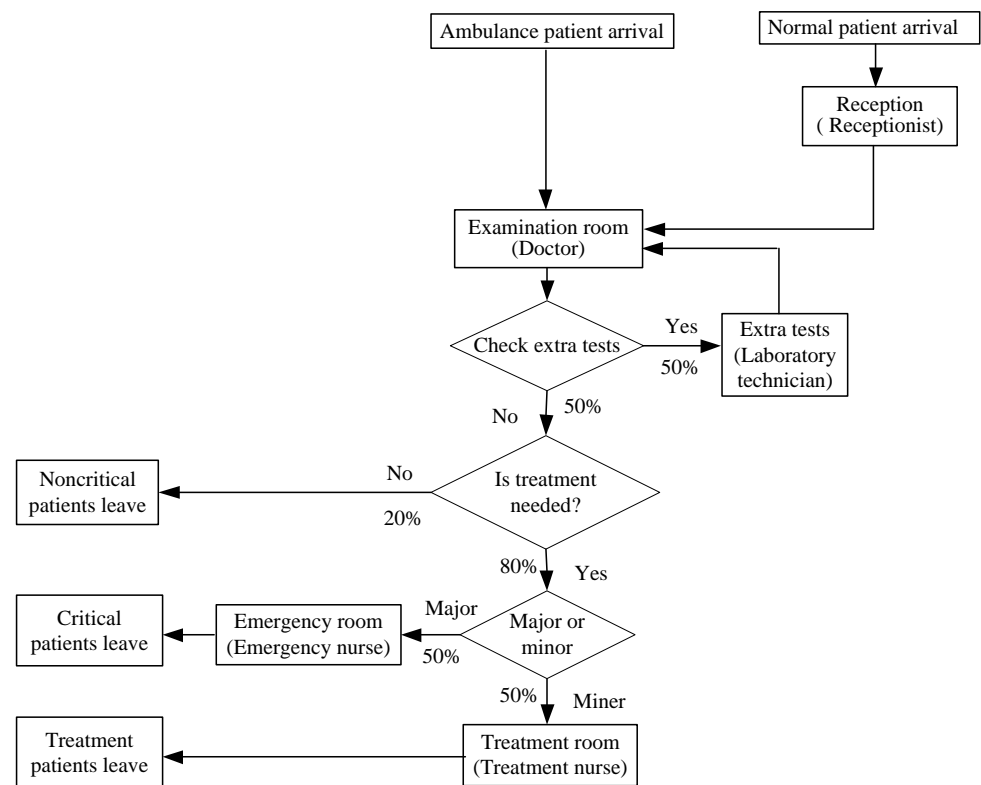 Ambulance patient arrival
Normal patient arrival
Reception
( Receptionist)
Examination room
(Doctor)
Check extra tests
Yes
50%
Extra tests
(Laboratory
technician)
50%
No
Is treatment
needed?
No
20%
Noncritical
patients leave
80%
Yes
Major or
minor
Major
50%
Emergency room
(Emergency nurse)
Critical
patients leave
50%
Miner
Treatment room
(Treatment nurse)
Treatment
patients leave